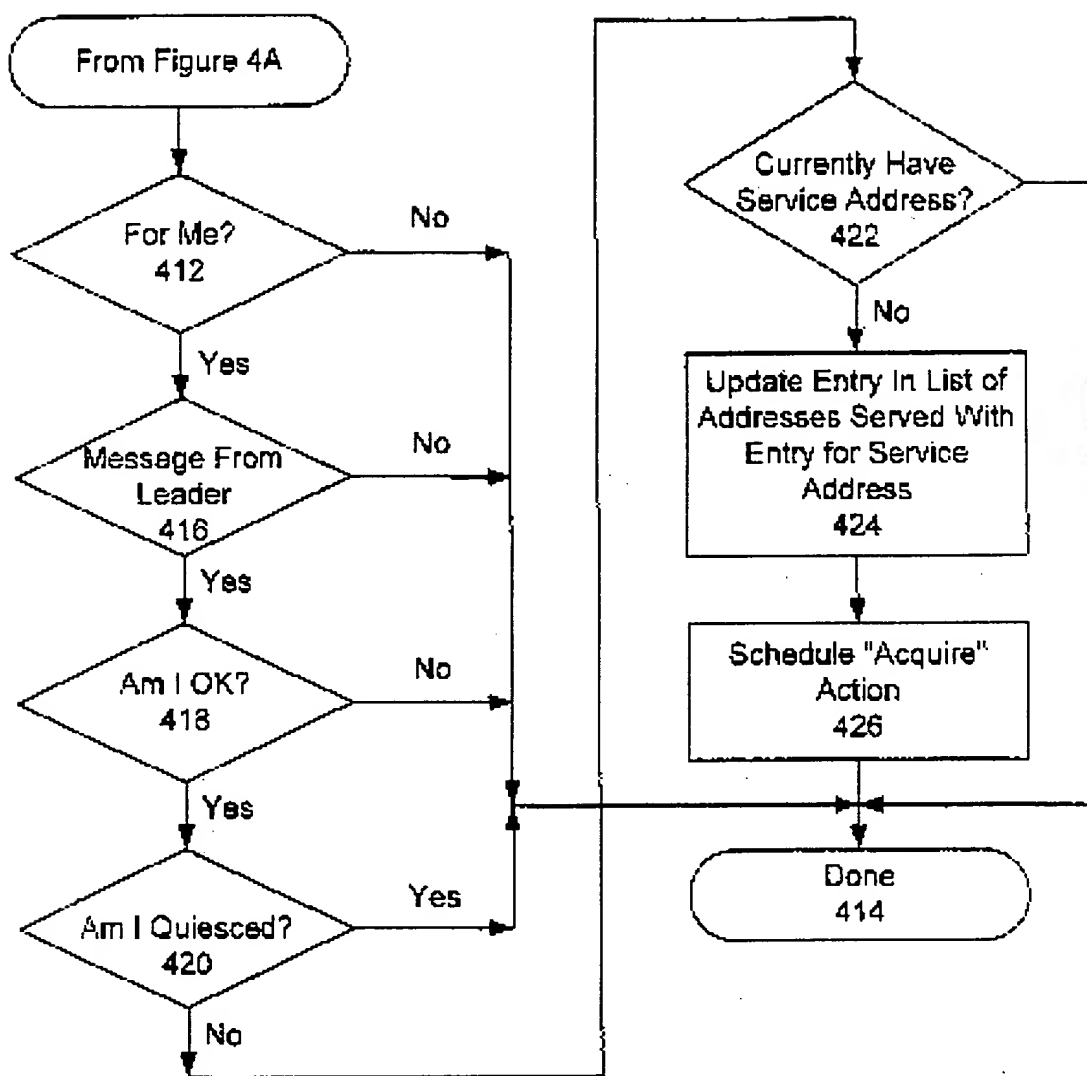 From Figure 4A
For Me?
412
No
Yes
Message From
Leader
416
No
Yes
Am I OK?
418
No
Yes
Am I Quiesced?
420
Yes
No
Currently Have
Service Address?
422
No
Update Entry In List of
Addresses Served With
Entry for Service
Address
424
Schedule "Acquire"
Action
426
Done
414